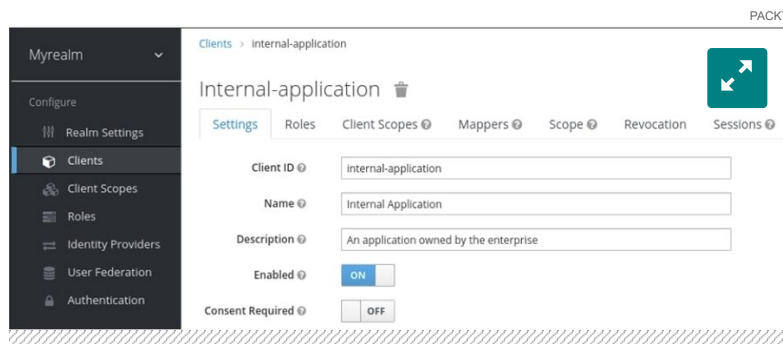 PACKT
Myrealm
Configure
Realm Settings
Clients
Client Scopes
Roles
Identity Providers
User Federation
Authentication
Clients > internal-application
Internal-application
Settings Roles Client Scopes Mappers Scope Revocation Sessions
Client ID internal-application
Name Internal Application
Description An application owned by the enterprise
Enabled ON
Consent Required OFF